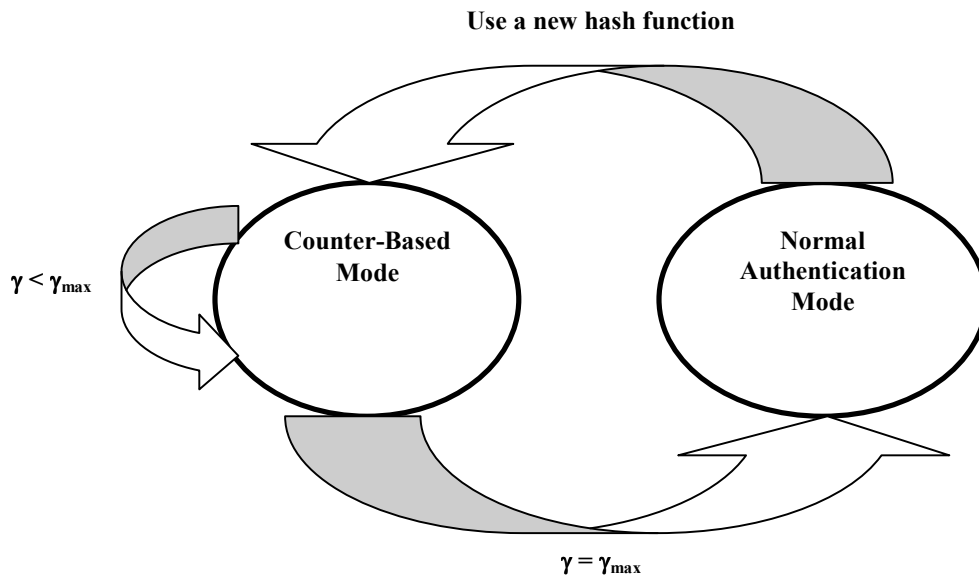 Use a new hash function
Counter-Based
Mode
Normal
Authentication
Mode
γ < γmax
γ = γmax